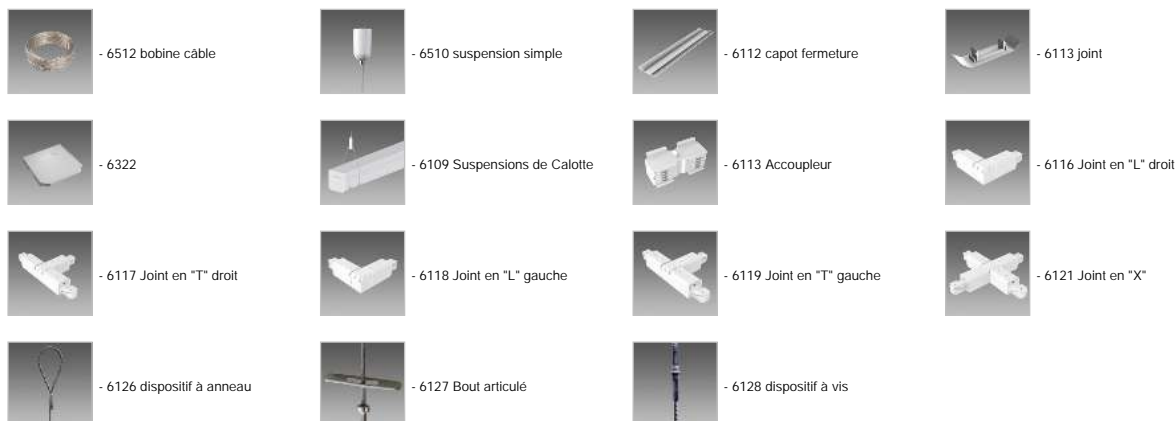 - 6512 bobine câble
- 6510 suspension simple
- 6112 capot fermeture
- 6113 joint
- 6322
- 6109 Suspensions de Calotte
- 6113 Accoupleur
- 6116 Joint en "L" droit
- 6117 Joint en "T" droit
- 6118 Joint en "L" gauche
- 6119 Joint en "T" gauche
- 6121 Joint en "X"
- 6126 dispositif à anneau
- 6127 Bout articulé
- 6128 dispositif à vis